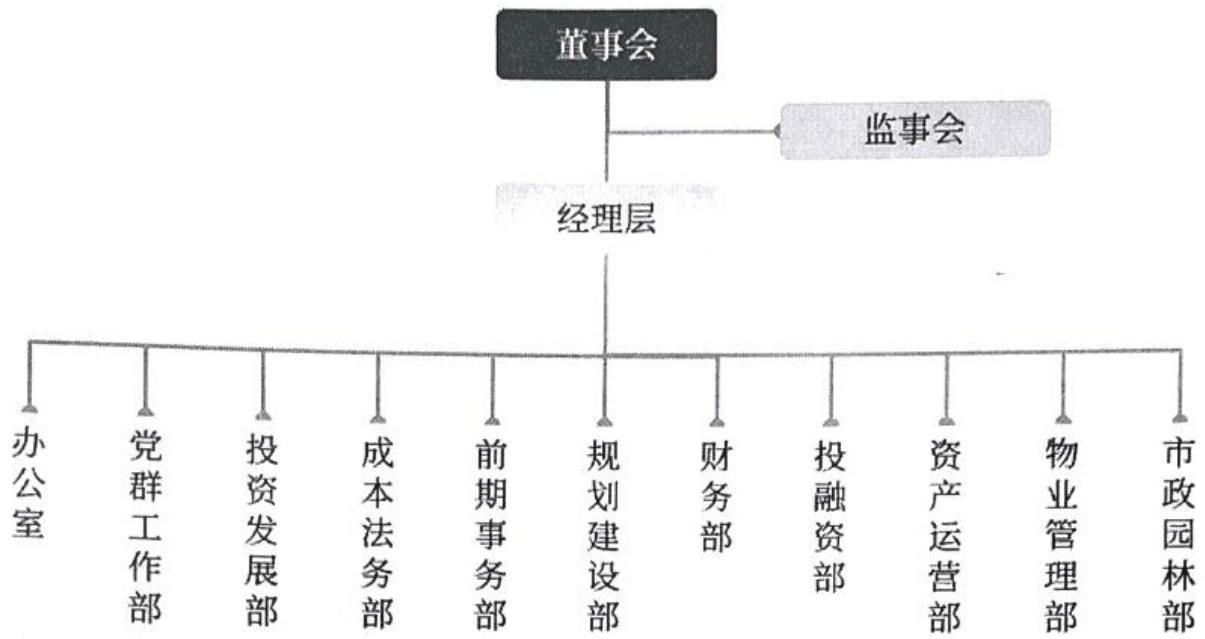 董事会
监事会
经理层
办公室
党群工作部
投资发展部
成本法务部
前期事务部
规划建设部
财务部
投融资部
资产运营部
物业管理部
市政园林部